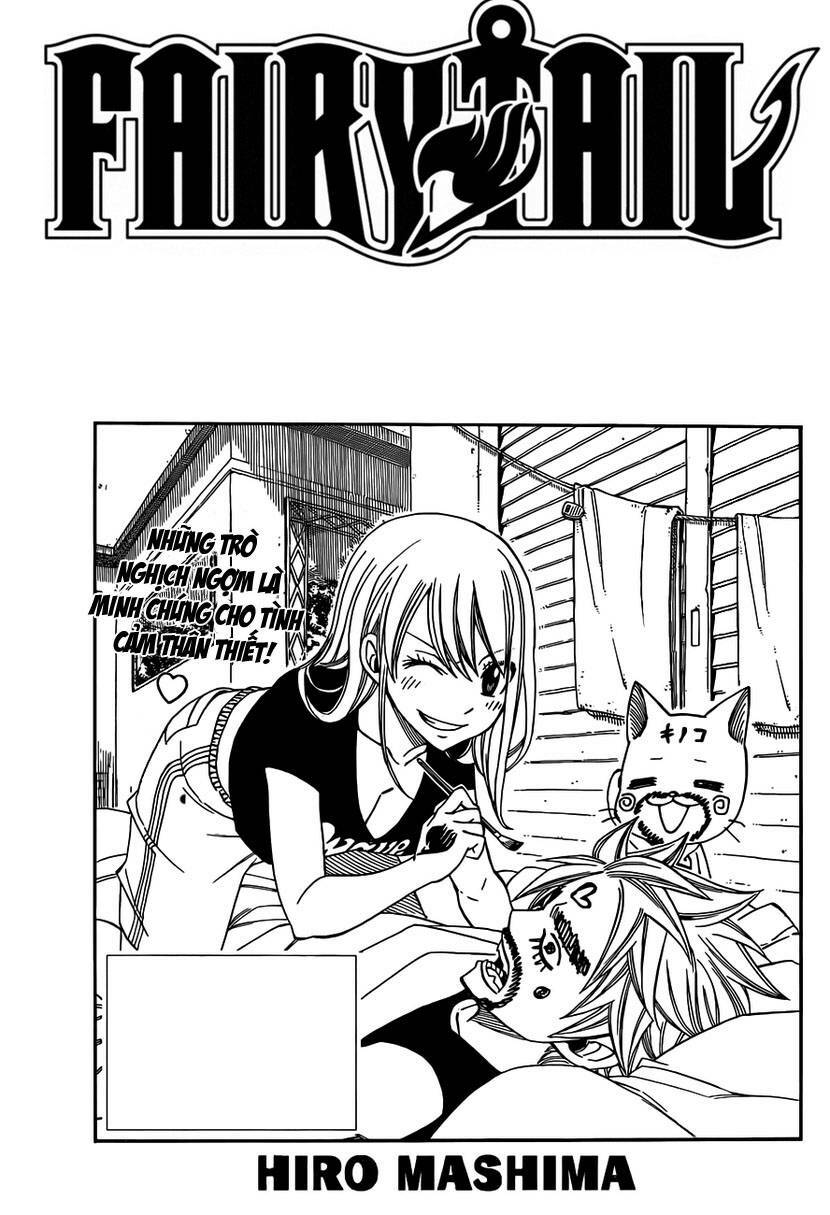 FAIRY TAIL
NHỮNG TRÒ
NGHỊCH NGỢM LÀ
MINH CHỨNG CHO TÌNH
CẢM THÂN THIẾT!
キノコ
HIRO MASHIMA